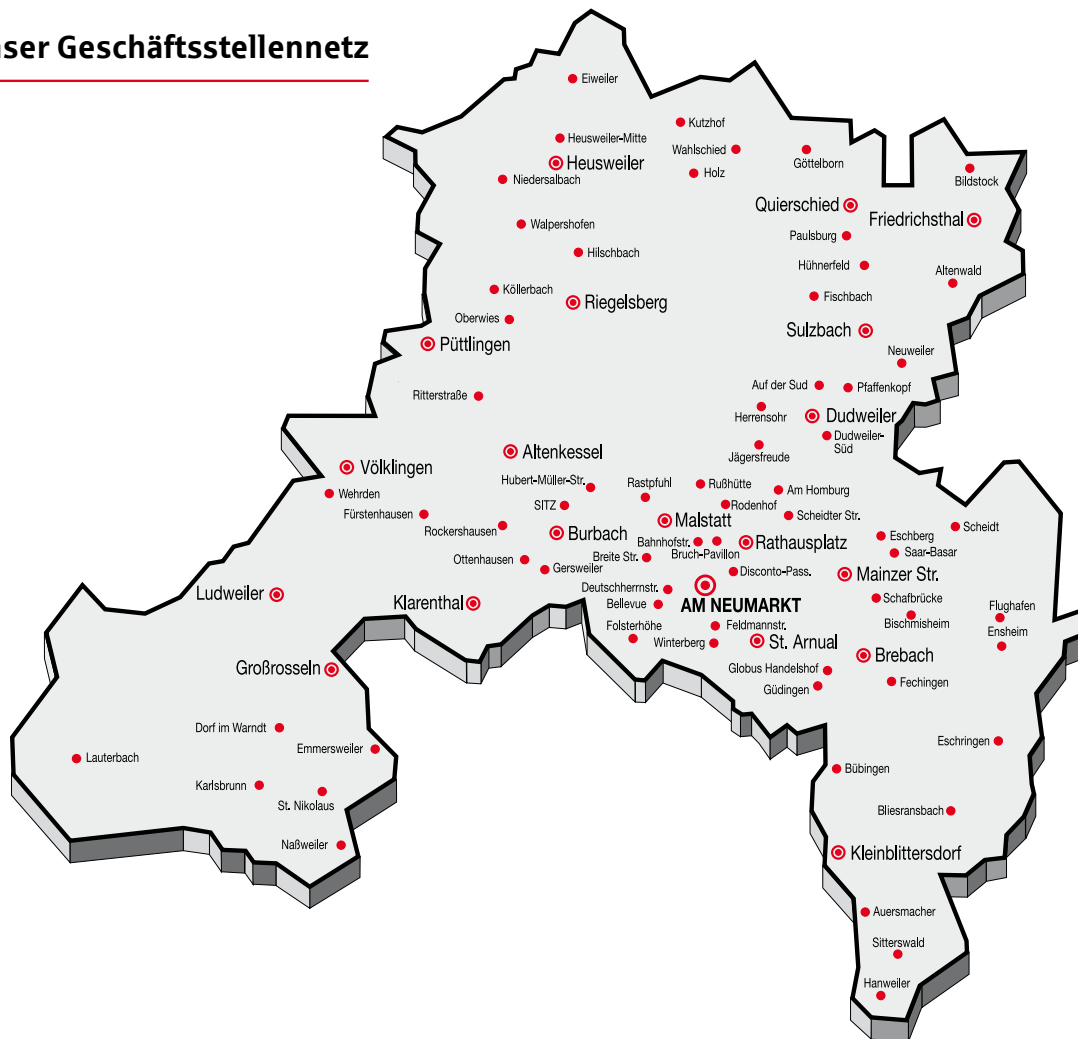 nser Geschäftsstellennetz
Eiweiler
Kutzhof
Heusweiler-Mitte
Wahlschied
Göttelborn
Heusweiler
Holz
Bildstock
Niedersalbach
Quierschied
Friedrichsthal
Walpershofen
Paulsburg
Hilschbach
Hühnerfeld
Altenwald
Köllerbach
Fischbach
Riegelsberg
Oberwies
Sulzbach
Püttlingen
Neuweiler
Auf der Sud
Pfaffenkopf
Ritterstraße
Herrensohr
Dudweiler
Dudweiler-
Süd
Altenkessel
Jägersfreude
Völklingen
Hubert-Müller-Str.
Rastpfuhl
Rußhütte
Am Homburg
Wehrden
SITZ
Rodenhof
Fürstenhausen
Scheidter Str.
Malstatt
Rockershausen
Burbach
Scheidt
Eschberg
Bahnhofstr.
Rathausplatz
Saar-Basar
Bruch-Pavillon
Ottenhausen
Breite Str.
Gersweiler
Disconto-Pass.
Mainzer Str.
Deutschherrnstr.
Ludweiler
Schafbrücke
Klarenthal
Bellevue
AM NEUMARKT
Flughafen
Bischmisheim
Folsterhöhe
Feldmannstr.
Ensheim
Winterberg
St. Arnual
Brebach
Großrosseln
Globus Handelshof
Güdingen
Fechingen
Dorf im Warndt
Emmersweiler
Eschringen
Lauterbach
Bübingen
Karlsbrunn
St. Nikolaus
Bliesransbach
Naßweiler
Kleinblittersdorf
Auersmacher
Sitterswald
Hanweiler